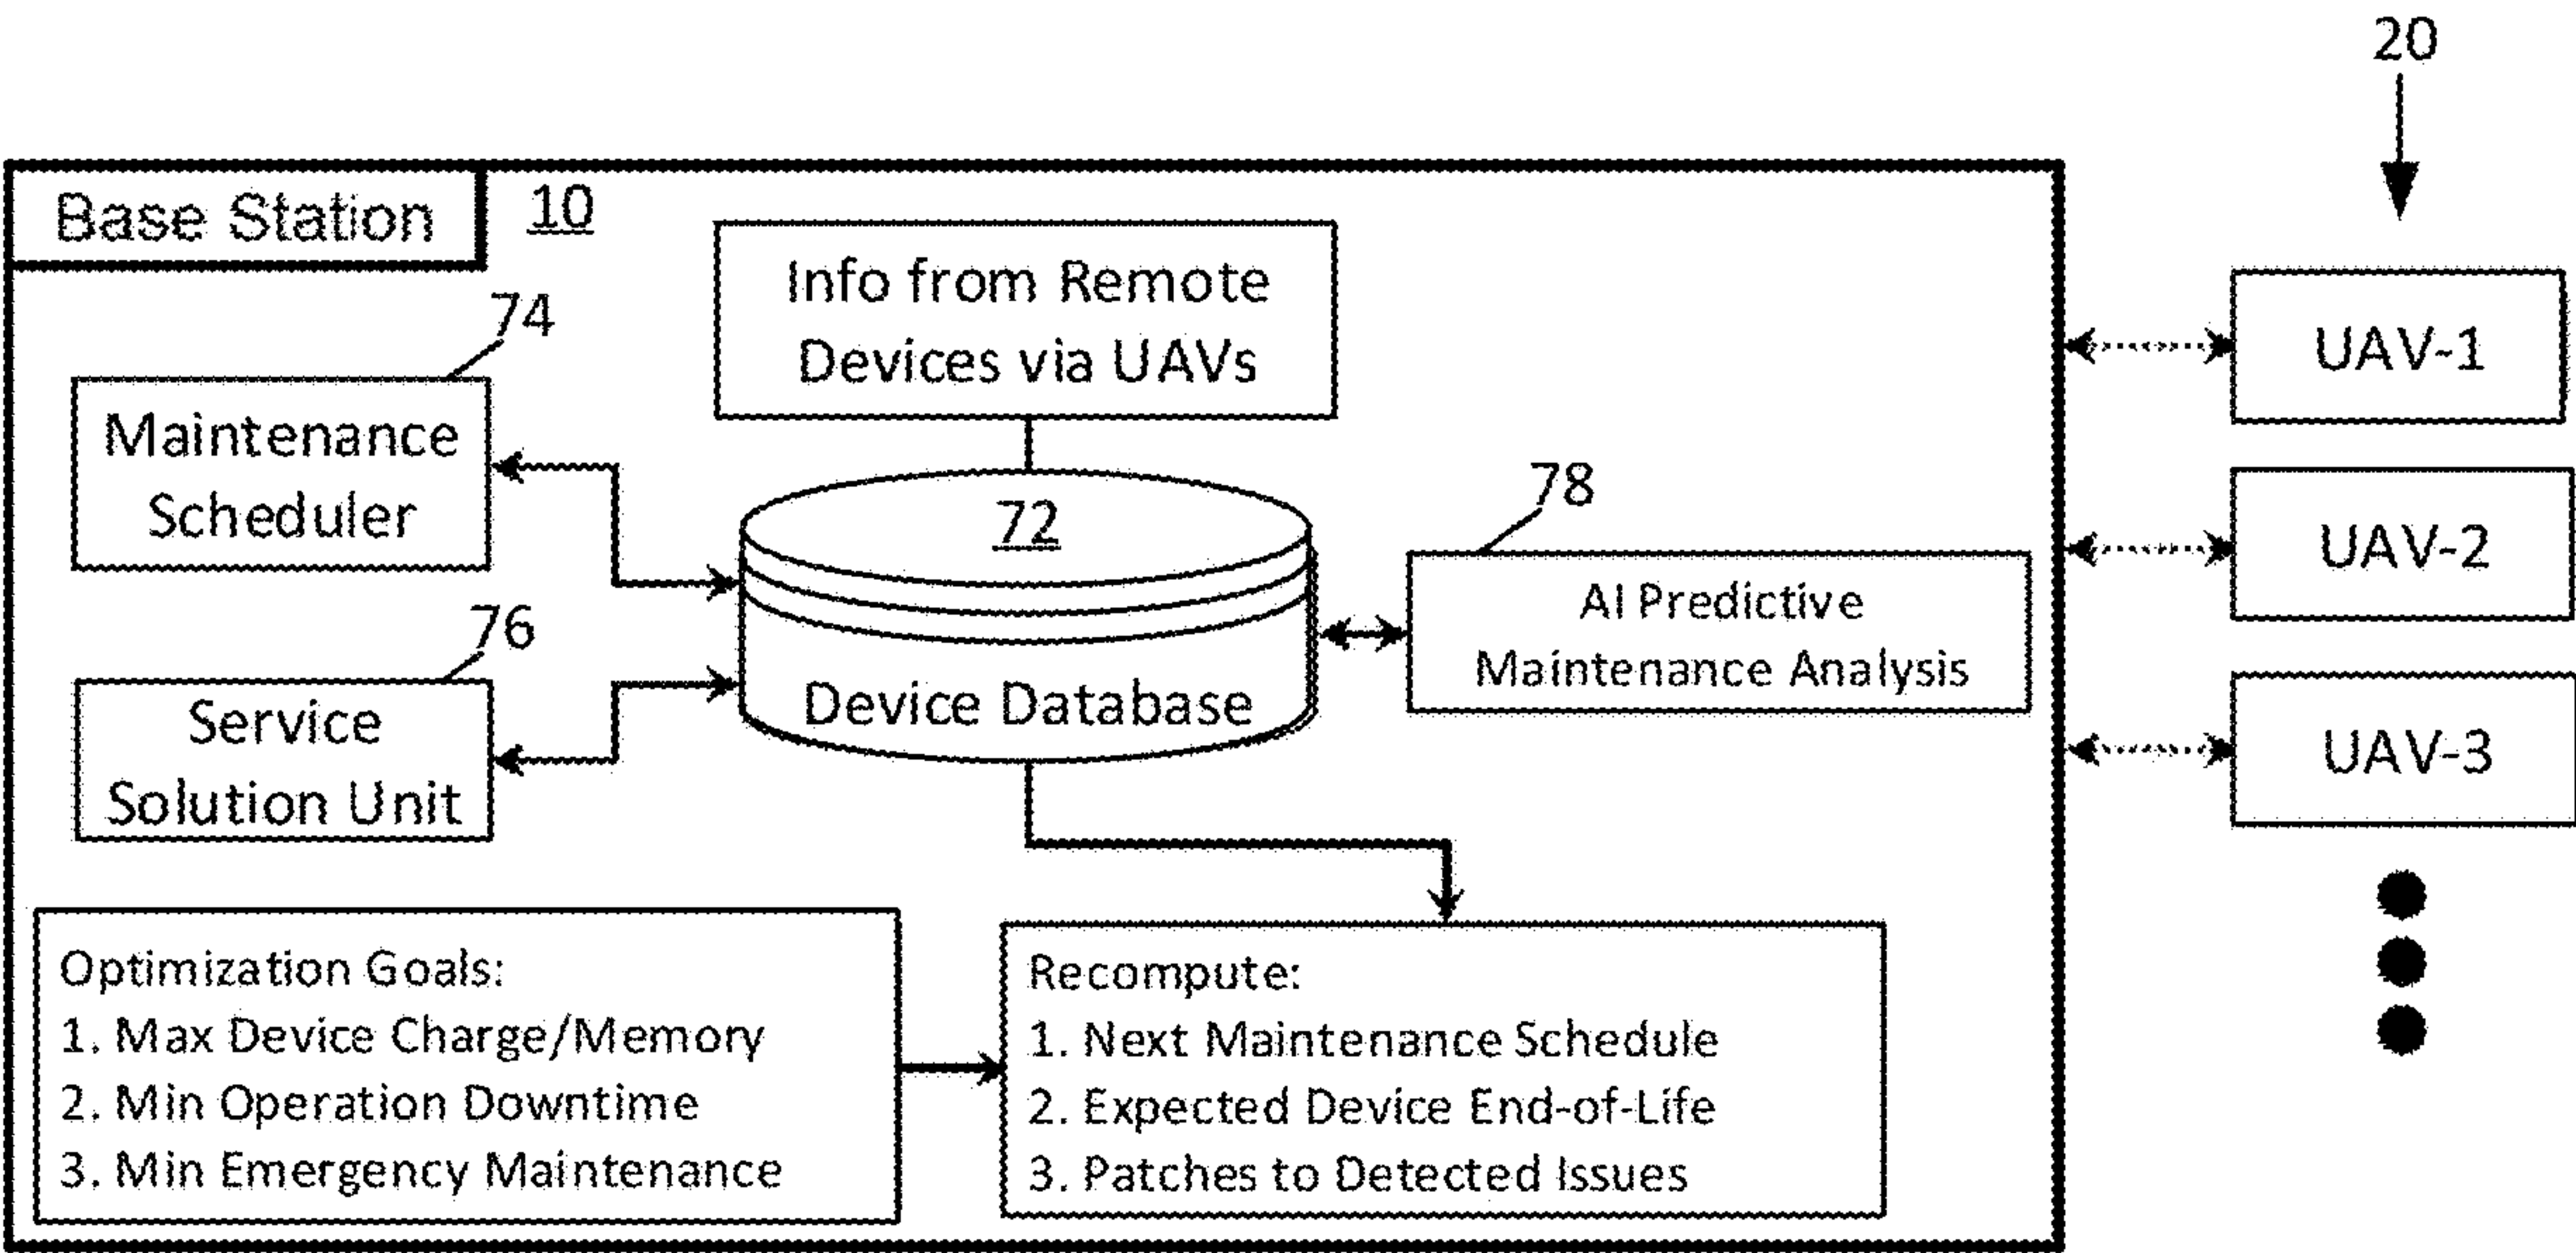 20
Base Station
10
Info from Remote
Devices via UAVs
74
Maintenance
Scheduler
72
Device Database
78
AI Predictive
Maintenance Analysis
76
Service
Solution Unit
UAV-1
UAV-2
UAV-3
Optimization Goals:
1. Max Device Charge/Memory
2. Min Operation Downtime
3. Min Emergency Maintenance
Recompute:
1. Next Maintenance Schedule
2. Expected Device End-of-Life
3. Patches to Detected Issues